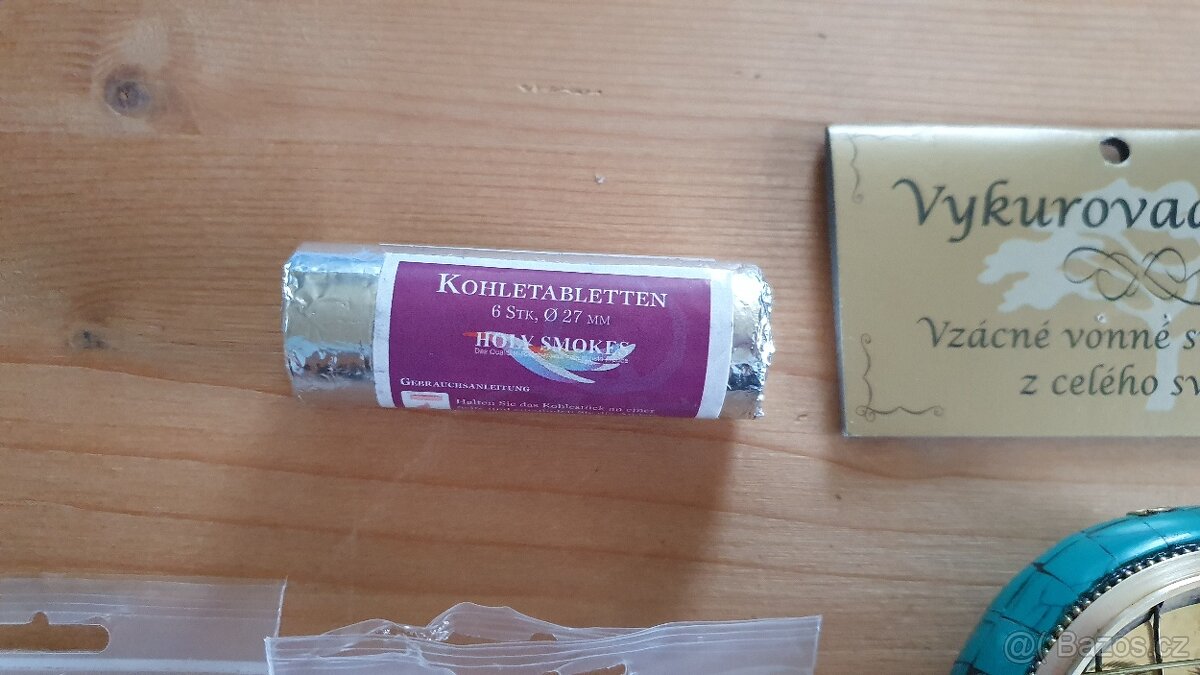 KOHLETABLETTEN
6 STK, Ø 27 MM
HOLY SMOKES
GEBRAUCHSANLEITUNG
Halten Sie das Kohlestück an einer
Vykurovac
Vzácné vonné s
z celého sv
@ Bazos.cz